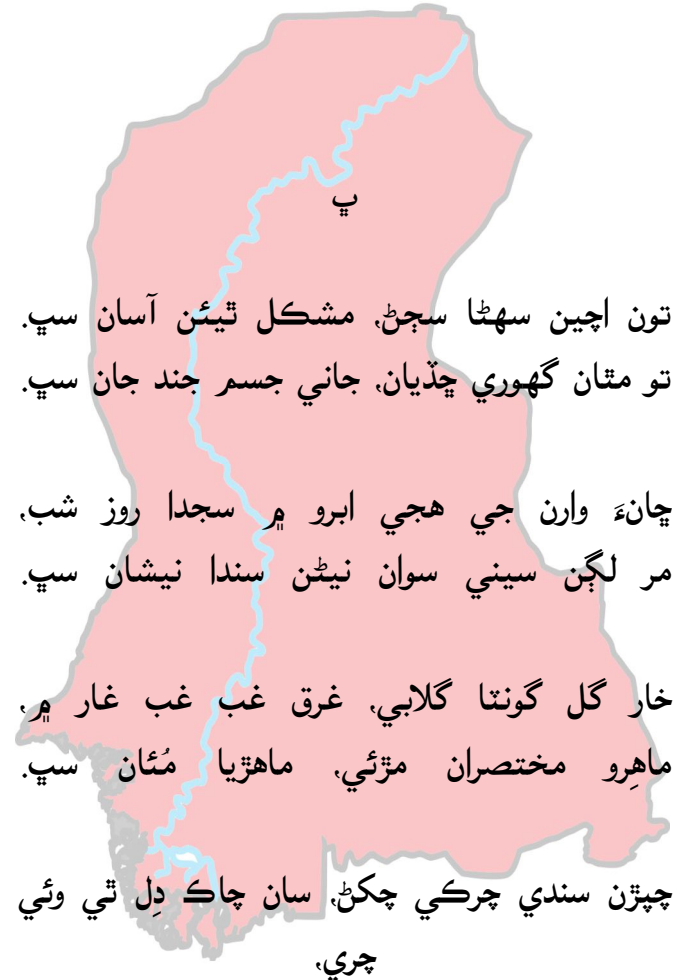 ڀ
تون اچين سهڻا سڄڻ، مشڪل ٿيئن آسان سڀ.
تو مٿان گهوري ڇڏيان، جاني جسم جند جان سڀ.
ڇانءَ وارن جي هجي ابرو ۾ سجدا روز شب،
مر لڳن سيني سوان نيڻن سندا نيشان سڀ.
خار گل گونٽا گلابي، غرق غب غب غار ۾،
ماهِرو مختصران مڙئي، ماهڙيا مُئان سڀ.
چپڙن سندي چرڪي چڪڻ، سان چاڪ دِل ٿي وئي
چري،